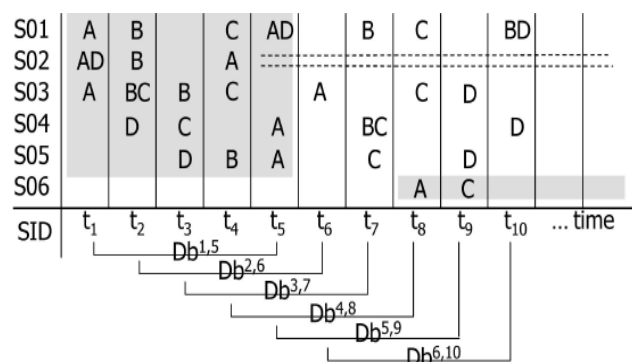 S01 A B C AD B C BD
S02 AD B A
S03 A BC B C A C D
S04 D C A BC D
S05 D B A C D
S06 A C
SID t1 t2 t3 t4 t5 t6 t7 t8 t9 t10 ... time
Db1,5
Db2,6
Db3,7
Db4,8
Db5,9
Db6,10